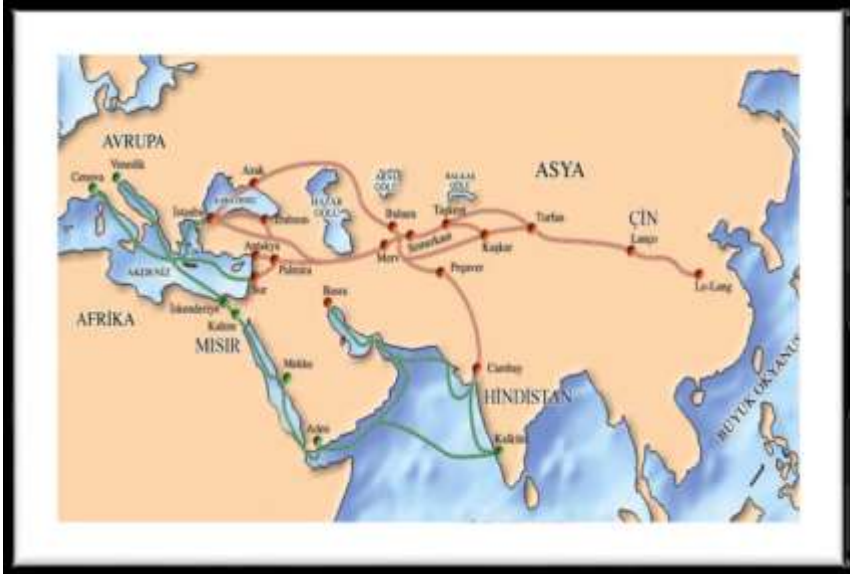 AVRUPA
Cenova
Venedik
Azak
ARAL
GÖLÜ
BALKAŞ
GÖLÜ
ASYA
KARADENİZ
HAZAR
GÖLÜ
İstanbul
Trabzon
Buhara
Taşkent
Semerkant
Turfan
ÇİN
Lanço
Kaşkar
Merv
Antakya
Palmira
AKDENİZ
Sur
Peşaver
Lo-Lang
İskenderiye
Basra
AFRİKA
MISIR
Mekke
Cambay
HİNDİSTAN
BÜYÜK OKYANUS
Aden